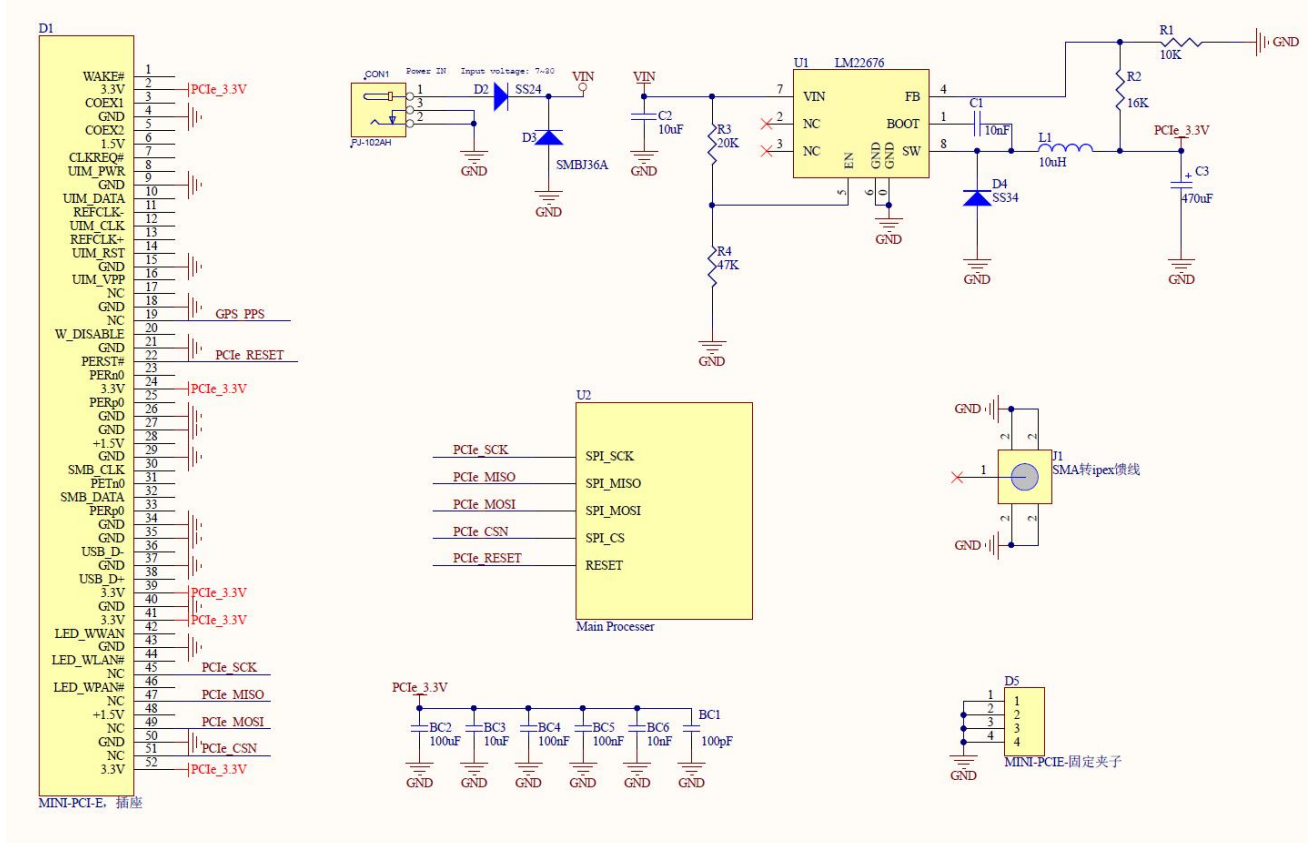 D1
WAKE# 1
3.3V 2 PCIe_3.3V
COEX1 3
GND 4
COEX2 5
1.5V 6
CLKREQ# 7
UIM_PWR 8
GND 9
UIM_DATA 10
REFCLK- 11
UIM_CLK 12
REFCLK+ 13
UIM_RST 14
GND 15
UIM_VPP 16
NC 17
GND 18
NC 19 GPS_PPS
W_DISABLE 20
GND 21
PERST# 22 PCIe_RESET
PERn0 23
3.3V 24 PCIe_3.3V
PERp0 25
GND 26
GND 27
+1.5V 28
GND 29
SMB_CLK 30
PETn0 31
SMB_DATA 32
PERp0 33
GND 34
GND 35
USB_D- 36
GND 37
USB_D+ 38
3.3V 39 PCIe_3.3V
GND 40
3.3V 41 PCIe_3.3V
LED_WWAN 42
GND 43
LED_WLAN# 44
NC 45 PCIe_SCK
LED_WPAN# 46
NC 47 PCIe_MISO
+1.5V 48
NC 49 PCIe_MOSI
GND 50
NC 51 PCIe_CSN
3.3V 52 PCIe_3.3V
MINI-PCI-E，插座
CON1
Power IN Input voltage: 7~30
1
3
2
PJ-102AH
GND
D2 SS24
VIN
D3
SMBJ36A
GND
VIN
C2
10uF
GND
R3
20K
R4
47K
GND
U1 LM22676
7 VIN FB 4
2 NC BOOT 1
3 NC SW 8
EN GND GND
5 6 0
GND
C1
10nF
L1
10uH
D4
SS34
GND
R1
10K
GND
R2
16K
PCIe_3.3V
C3
+
470uF
GND
U2
PCIe_SCK SPI_SCK
PCIe_MISO SPI_MISO
PCIe_MOSI SPI_MOSI
PCIe_CSN SPI_CS
PCIe_RESET RESET
Main Processer
GND
2 2
J1
1 SMA转ipex馈线
2 2
GND
PCIe_3.3V
BC2
100uF
GND
BC3
10uF
GND
BC4
100nF
GND
BC5
100nF
GND
BC6
10nF
GND
BC1
100pF
GND
D5
1 1
2 2
3 3
4 4
GND
MINI-PCIE-固定夹子